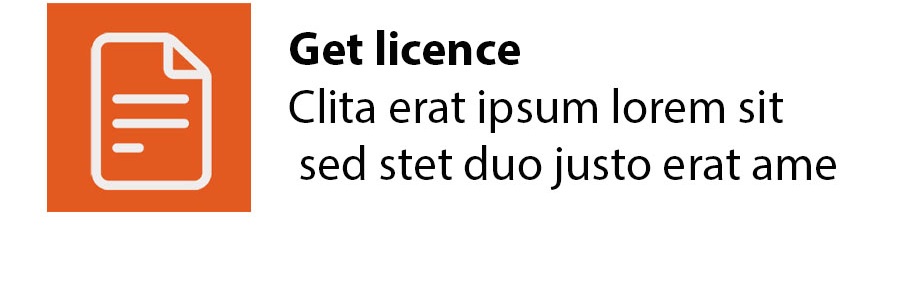 Get licence
Clita erat ipsum lorem sit
sed stet duo justo erat ame